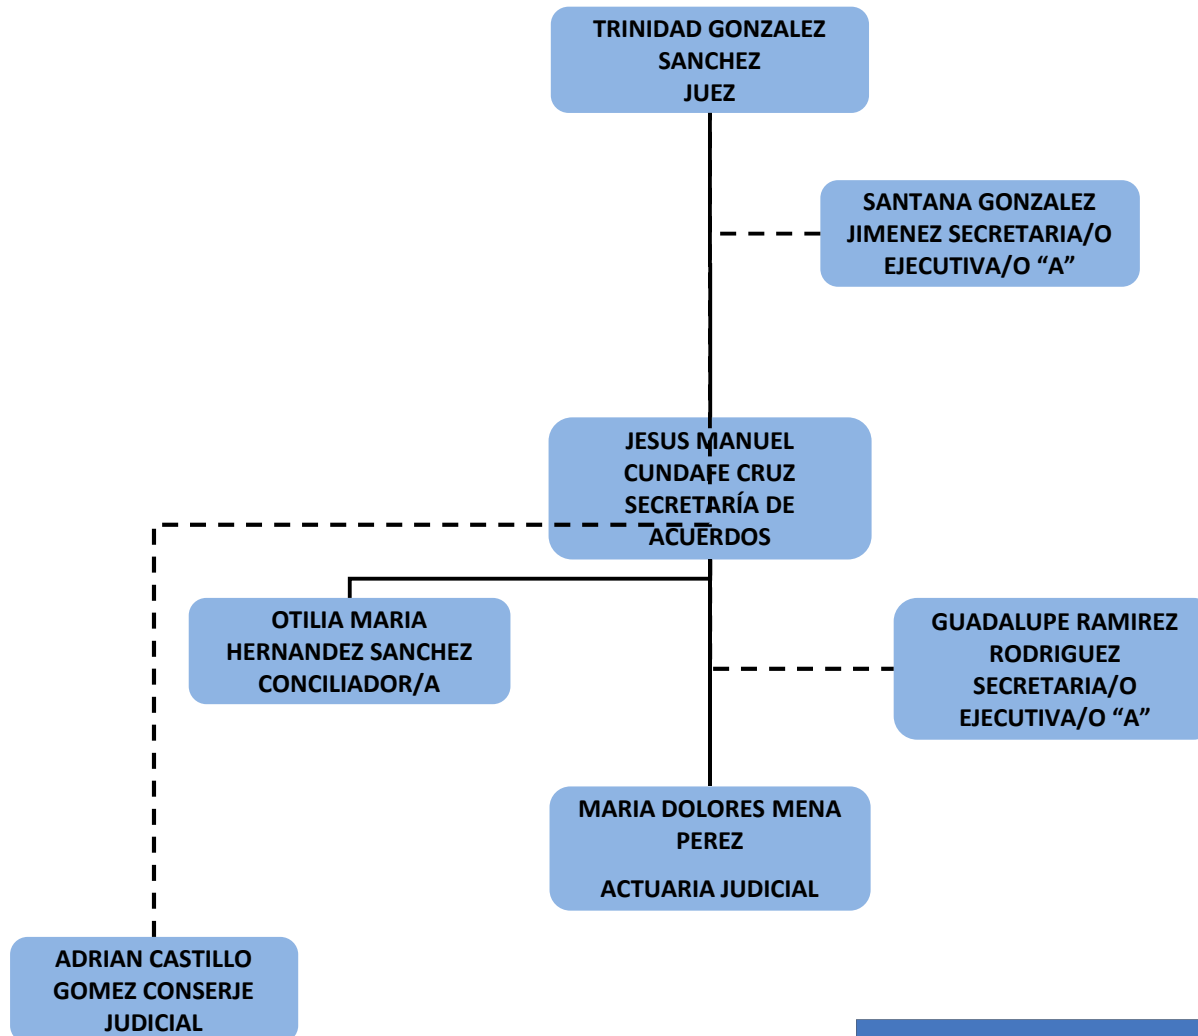 TRINIDAD GONZALEZ
SANCHEZ
JUEZ
SANTANA GONZALEZ
JIMENEZ SECRETARIA/O
EJECUTIVA/O “A”
JESUS MANUEL
CUNDAFE CRUZ
SECRETARÍA DE
ACUERDOS
OTILIA MARIA
HERNANDEZ SANCHEZ
CONCILIADOR/A
GUADALUPE RAMIREZ
RODRIGUEZ
SECRETARIA/O
EJECUTIVA/O “A”
MARIA DOLORES MENA
PEREZ
ACTUARIA JUDICIAL
ADRIAN CASTILLO
GOMEZ CONSERJE
JUDICIAL